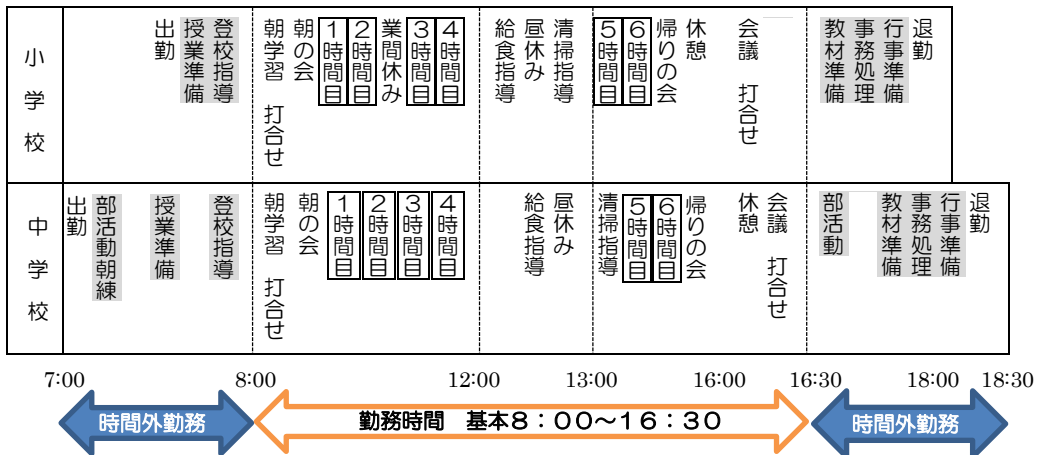 小学校
出勤
授業準備
登校指導
朝学習 打合せ
朝の会
1時間目
2時間目
業間休み
3時間目
4時間目
給食指導
昼休み
清掃指導
5時間目
6時間目
帰りの会
休憩
会議 打合せ
教材準備
事務処理
行事準備
退勤
中学校
出勤
部活動朝練
授業準備
登校指導
朝学習 打合せ
朝の会
1時間目
2時間目
3時間目
4時間目
給食指導
昼休み
清掃指導
5時間目
6時間目
帰りの会
休憩
会議 打合せ
部活動
教材準備
事務処理
行事準備
退勤
7:00 8:00 12:00 13:00 16:00 16:30 18:00 18:30
時間外勤務
勤務時間 基本8:00～16:30
時間外勤務